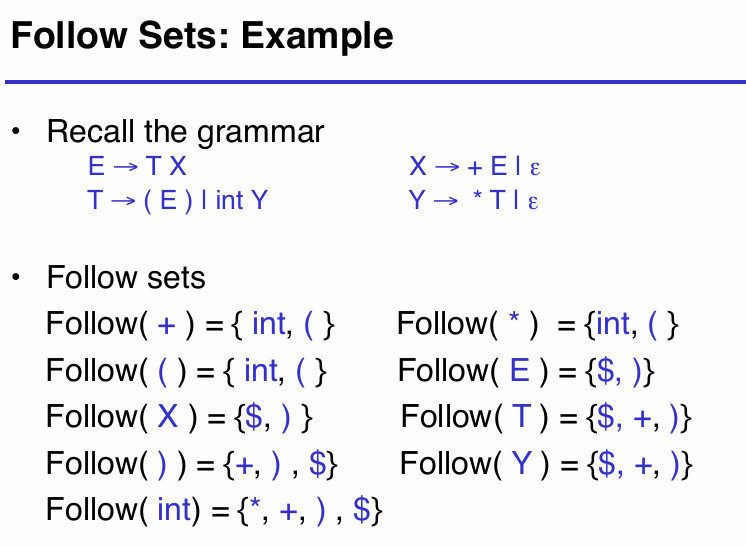 Follow Sets: Example
• Recall the grammar
E → T X    X → + E | ε
T → ( E ) | int Y    Y → * T | ε
• Follow sets
Follow( + ) = { int, ( }    Follow( * ) = {int, ( }
Follow( ( ) = { int, ( }    Follow( E ) = {$, )}
Follow( X ) = {$, ) }    Follow( T ) = {$, +, )}
Follow( ) ) = {+, ) , $}    Follow( Y ) = {$, +, )}
Follow( int) = {*, +, ) , $}